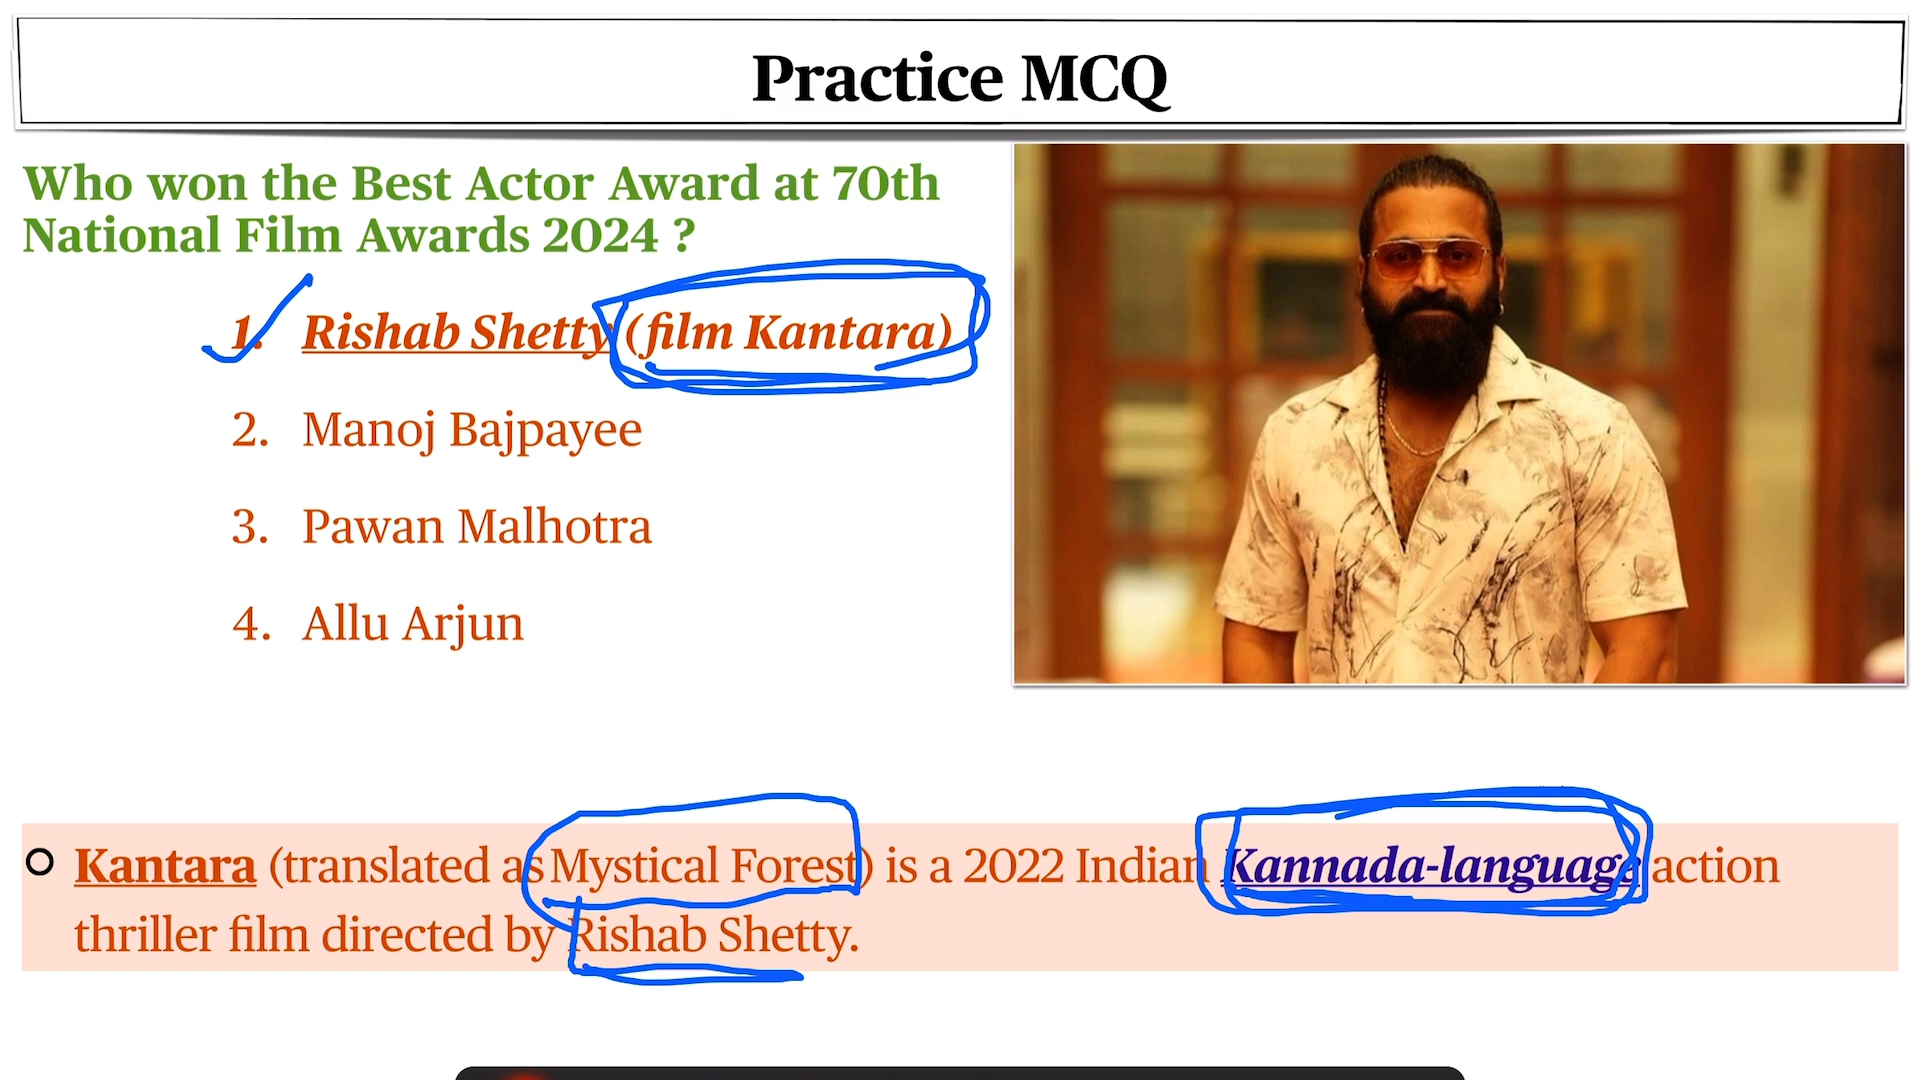 Practice MCQ
Who won the Best Actor Award at 70th
National Film Awards 2024 ?
1. Rishab Shetty (film Kantara)
2. Manoj Bajpayee
3. Pawan Malhotra
4. Allu Arjun
Kantara (translated as Mystical Forest) is a 2022 Indian Kannada-language action
thriller film directed by Rishab Shetty.